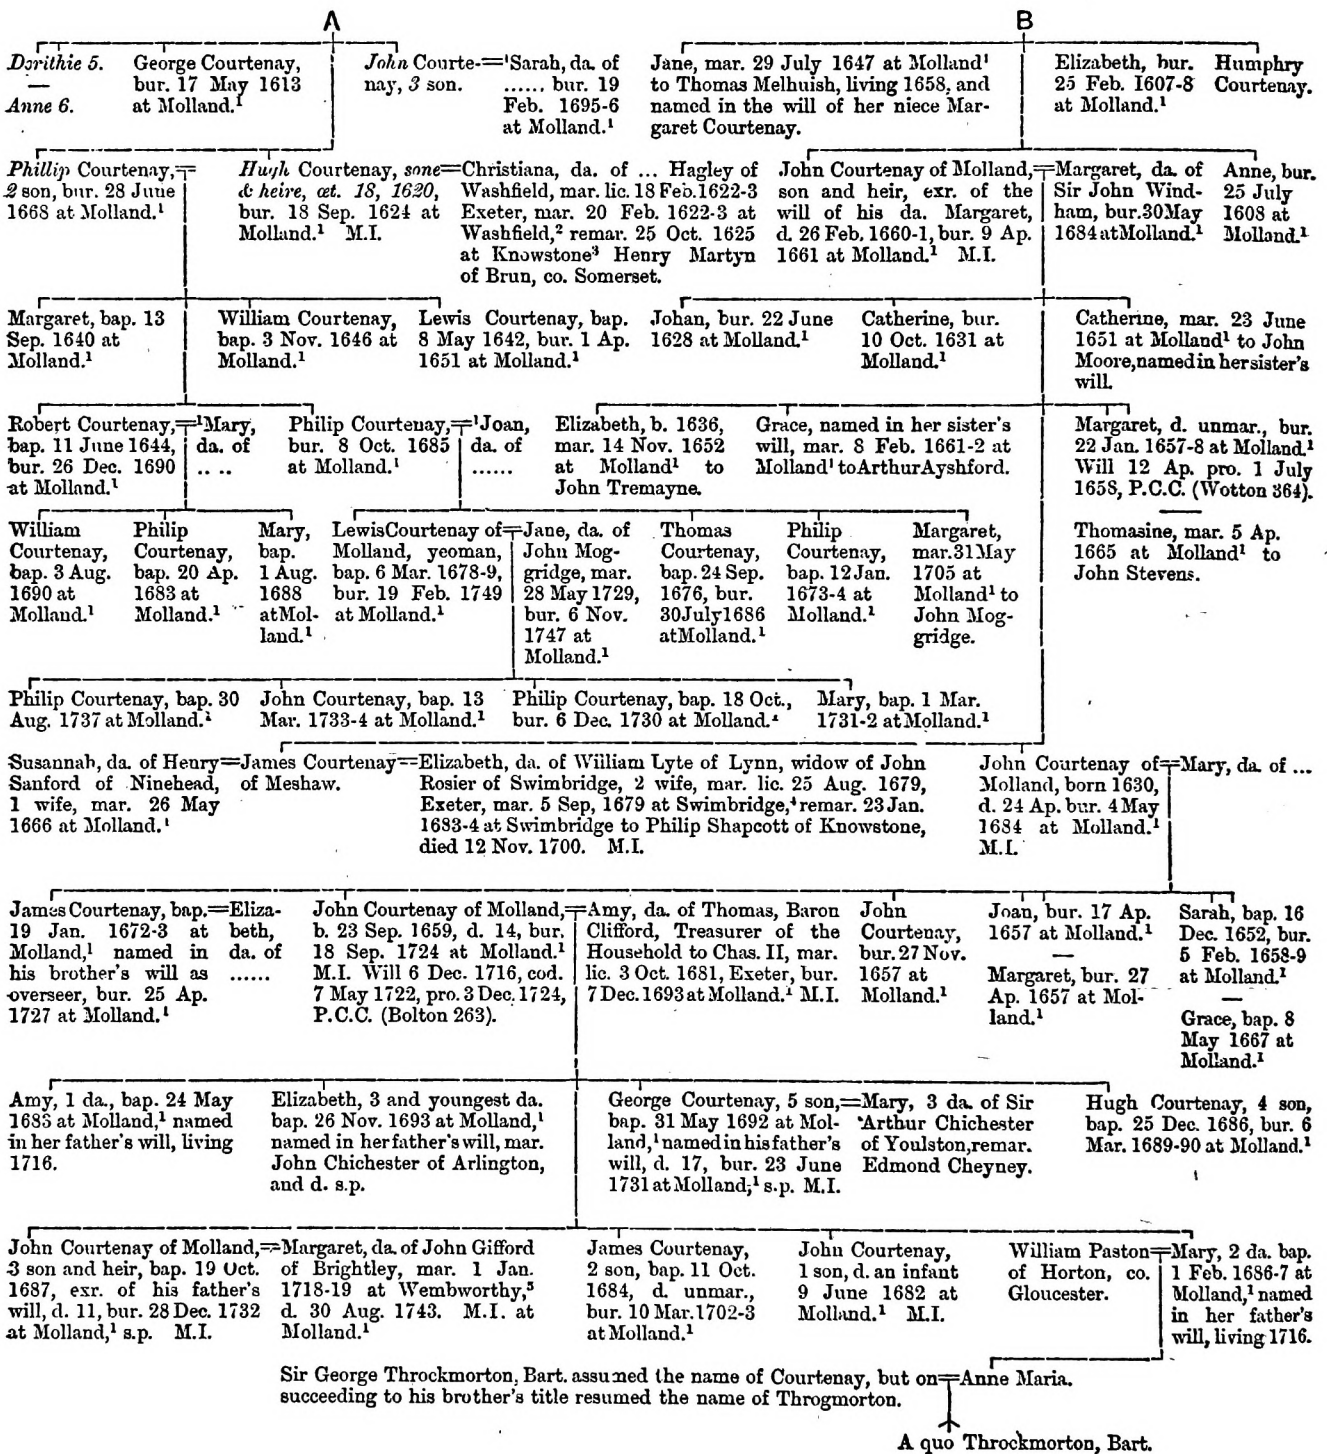 A
B
Dorithie 5.
—
Anne 6.
George Courtenay,
bur. 17 May 1613
at Molland.¹
John Courte-
nay, 3 son.
=¹Sarah, da. of
...... bur. 19
Feb. 1695-6
at Molland.¹
Jane, mar. 29 July 1647 at Molland¹
to Thomas Melhuish, living 1658, and
named in the will of her niece Mar-
garet Courtenay.
Elizabeth, bur.
25 Feb. 1607-8
at Molland.¹
Humphry
Courtenay.
Phillip Courtenay,=
2 son, bur. 28 June
1668 at Molland.¹
Hugh Courtenay, sone
& heire, æt. 18, 1620,
bur. 18 Sep. 1624 at
Molland.¹ M.I.
=Christiana, da. of ... Hagley of
Washfield, mar. lic. 18 Feb. 1622-3
Exeter, mar. 20 Feb. 1622-3 at
Washfield,² remar. 25 Oct. 1625
at Knowstone³ Henry Martyn
of Brun, co. Somerset.
John Courtenay of Molland,
son and heir, exr. of the
will of his da. Margaret,
d. 26 Feb. 1660-1, bur. 9 Ap.
1661 at Molland.¹ M.I.
=Margaret, da. of
Sir John Wind-
ham, bur. 30 May
1684 at Molland.¹
Anne, bur.
25 July
1608 at
Molland.¹
Margaret, bap. 13
Sep. 1640 at
Molland.¹
William Courtenay,
bap. 3 Nov. 1646 at
Molland.¹
Lewis Courtenay, bap.
8 May 1642, bur. 1 Ap.
1651 at Molland.¹
Johan, bur. 22 June
1628 at Molland.¹
Catherine, bur.
10 Oct. 1631 at
Molland.¹
Catherine, mar. 23 June
1651 at Molland¹ to John
Moore, named in her sister's
will.
Robert Courtenay,
bap. 11 June 1644,
bur. 26 Dec. 1690
at Molland.¹
=¹Mary,
da. of
.. ..
Philip Courtenay,
bur. 8 Oct. 1685
at Molland.¹
=¹Joan,
da. of
......
Elizabeth, b. 1636,
mar. 14 Nov. 1652
at Molland¹ to
John Tremayne.
Grace, named in her sister's
will, mar. 8 Feb. 1661-2 at
Molland¹ to Arthur Ayshford.
Margaret, d. unmar., bur.
22 Jan. 1657-8 at Molland.¹
Will 12 Ap. pro. 1 July
1658, P.C.C. (Wotton 364).
—
Thomasine, mar. 5 Ap.
1665 at Molland¹ to
John Stevens.
William
Courtenay,
bap. 3 Aug.
1690 at
Molland.¹
Philip
Courtenay,
bap. 20 Ap.
1683 at
Molland.¹
Mary,
bap.
1 Aug.
1688
at Mol-
land.¹
Lewis Courtenay of
Molland, yeoman,
bap. 6 Mar. 1678-9,
bur. 19 Feb. 1749
at Molland.¹
=Jane, da. of
John Mog-
gridge, mar.
28 May 1729,
bur. 6 Nov.
1747 at
Molland.¹
Thomas
Courtenay,
bap. 24 Sep.
1676, bur.
30 July 1686
at Molland.¹
Philip
Courtenay,
bap. 12 Jan.
1673-4 at
Molland.¹
Margaret,
mar. 31 May
1705 at
Molland¹ to
John Mog-
gridge.
Philip Courtenay, bap. 30
Aug. 1737 at Molland.¹
John Courtenay, bap. 13
Mar. 1733-4 at Molland.¹
Philip Courtenay, bap. 18 Oct.,
bur. 6 Dec. 1730 at Molland.¹
Mary, bap. 1 Mar.
1731-2 at Molland.¹
Susannah, da. of Henry
Sanford of Ninehead,
1 wife, mar. 26 May
1666 at Molland.¹
=James Courtenay
of Meshaw.
=Elizabeth, da. of William Lyte of Lynn, widow of John
Rosier of Swimbridge, 2 wife, mar. lic. 25 Aug. 1679,
Exeter, mar. 5 Sep. 1679 at Swimbridge,⁴ remar. 23 Jan.
1683-4 at Swimbridge to Philip Shapcott of Knowstone,
died 12 Nov. 1700. M.I.
John Courtenay of
Molland, born 1630,
d. 24 Ap. bur. 4 May
1684 at Molland.¹
M.I.
=Mary, da. of ...
James Courtenay, bap.
19 Jan. 1672-3 at
Molland,¹ named in
his brother's will as
overseer, bur. 25 Ap.
1727 at Molland.¹
=Eliza-
beth,
da. of
......
John Courtenay of Molland,
b. 23 Sep. 1659, d. 14, bur.
18 Sep. 1724 at Molland.¹
M.I. Will 6 Dec. 1716, cod.
7 May 1722, pro. 3 Dec. 1724,
P.C.C. (Bolton 263).
=Amy, da. of Thomas, Baron
Clifford, Treasurer of the
Household to Chas. II, mar.
lic. 3 Oct. 1681, Exeter, bur.
7 Dec. 1693 at Molland.¹ M.I.
John
Courtenay,
bur. 27 Nov.
1657 at
Molland.¹
Joan, bur. 17 Ap.
1657 at Molland.¹
—
Margaret, bur. 27
Ap. 1657 at Mol-
land.¹
Sarah, bap. 16
Dec. 1652, bur.
5 Feb. 1658-9
at Molland.¹
—
Grace, bap. 8
May 1667 at
Molland.¹
Amy, 1 da., bap. 24 May
1683 at Molland,¹ named
in her father's will, living
1716.
Elizabeth, 3 and youngest da.
bap. 26 Nov. 1693 at Molland,¹
named in her father's will, mar.
John Chichester of Arlington,
and d. s.p.
George Courtenay, 5 son,
bap. 31 May 1692 at Mol-
land,¹ named in his father's
will, d. 17, bur. 23 June
1731 at Molland,¹ s.p. M.I.
=Mary, 3 da. of Sir
Arthur Chichester
of Youlston, remar.
Edmond Cheyney.
Hugh Courtenay, 4 son,
bap. 25 Dec. 1686, bur. 6
Mar. 1689-90 at Molland.¹
John Courtenay of Molland,
3 son and heir, bap. 19 Oct.
1687, exr. of his father's
will, d. 11, bur. 28 Dec. 1732
at Molland,¹ s.p. M.I.
=Margaret, da. of John Gifford
of Brightley, mar. 1 Jan.
1718-19 at Wembworthy,⁵
d. 30 Aug. 1743. M.I. at
Molland.¹
James Courtenay,
2 son, bap. 11 Oct.
1684, d. unmar.,
bur. 10 Mar. 1702-3
at Molland.¹
John Courtenay,
1 son, d. an infant
9 June 1682 at
Molland.¹ M.I.
William Paston
of Horton, co.
Gloucester.
=Mary, 2 da. bap.
1 Feb. 1686-7 at
Molland,¹ named
in her father's
will, living 1716.
Sir George Throckmorton, Bart. assumed the name of Courtenay, but on=Anne Maria.
succeeding to his brother's title resumed the name of Throgmorton.
A quo Throckmorton, Bart.